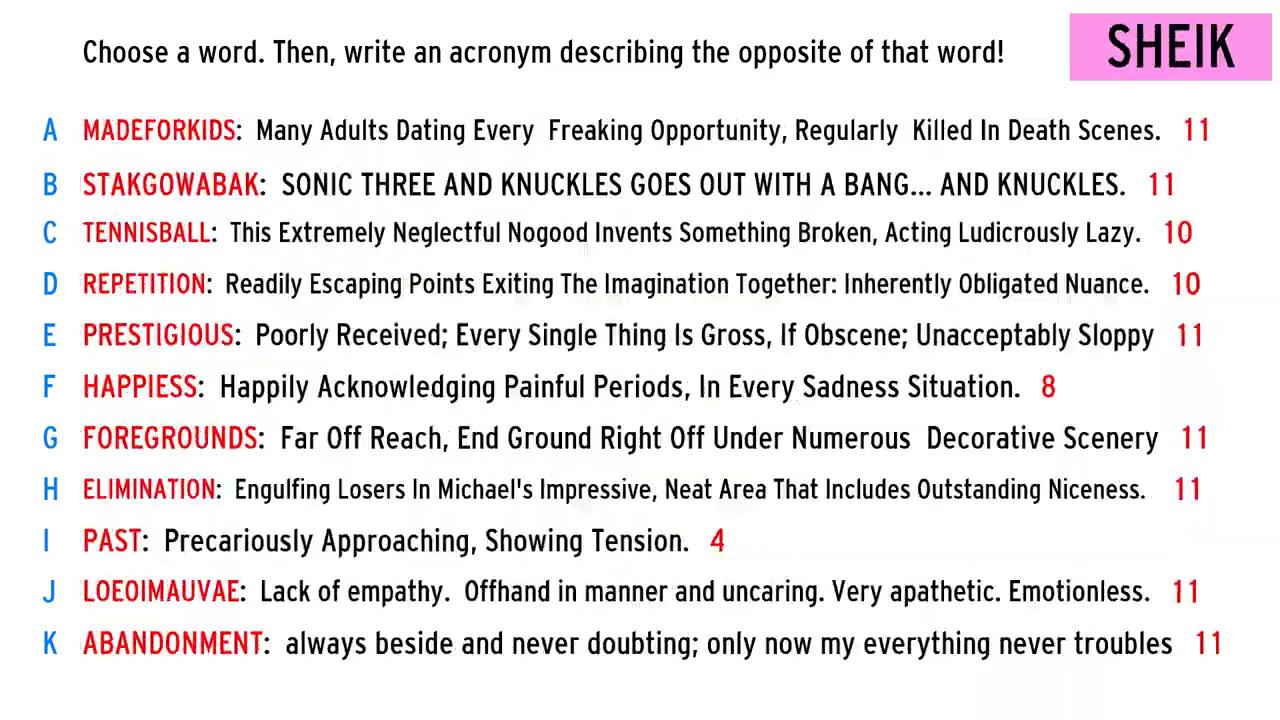 Choose a word. Then, write an acronym describing the opposite of that word!
SHEIK
A MADEFORKIDS: Many Adults Dating Every Freaking Opportunity, Regularly Killed In Death Scenes. 11
B STAKGOWABAK: SONIC THREE AND KNUCKLES GOES OUT WITH A BANG... AND KNUCKLES. 11
C TENNISBALL: This Extremely Neglectful Nogood Invents Something Broken, Acting Ludicrously Lazy. 10
D REPETITION: Readily Escaping Points Exiting The Imagination Together: Inherently Obligated Nuance. 10
E PRESTIGIOUS: Poorly Received; Every Single Thing Is Gross, If Obscene; Unacceptably Sloppy 11
F HAPPIESS: Happily Acknowledging Painful Periods, In Every Sadness Situation. 8
G FOREGROUNDS: Far Off Reach, End Ground Right Off Under Numerous Decorative Scenery 11
H ELIMINATION: Engulfing Losers In Michael's Impressive, Neat Area That Includes Outstanding Niceness. 11
I PAST: Precariously Approaching, Showing Tension. 4
J LOEOIMAUVAE: Lack of empathy. Offhand in manner and uncaring. Very apathetic. Emotionless. 11
K ABANDONMENT: always beside and never doubting; only now my everything never troubles 11